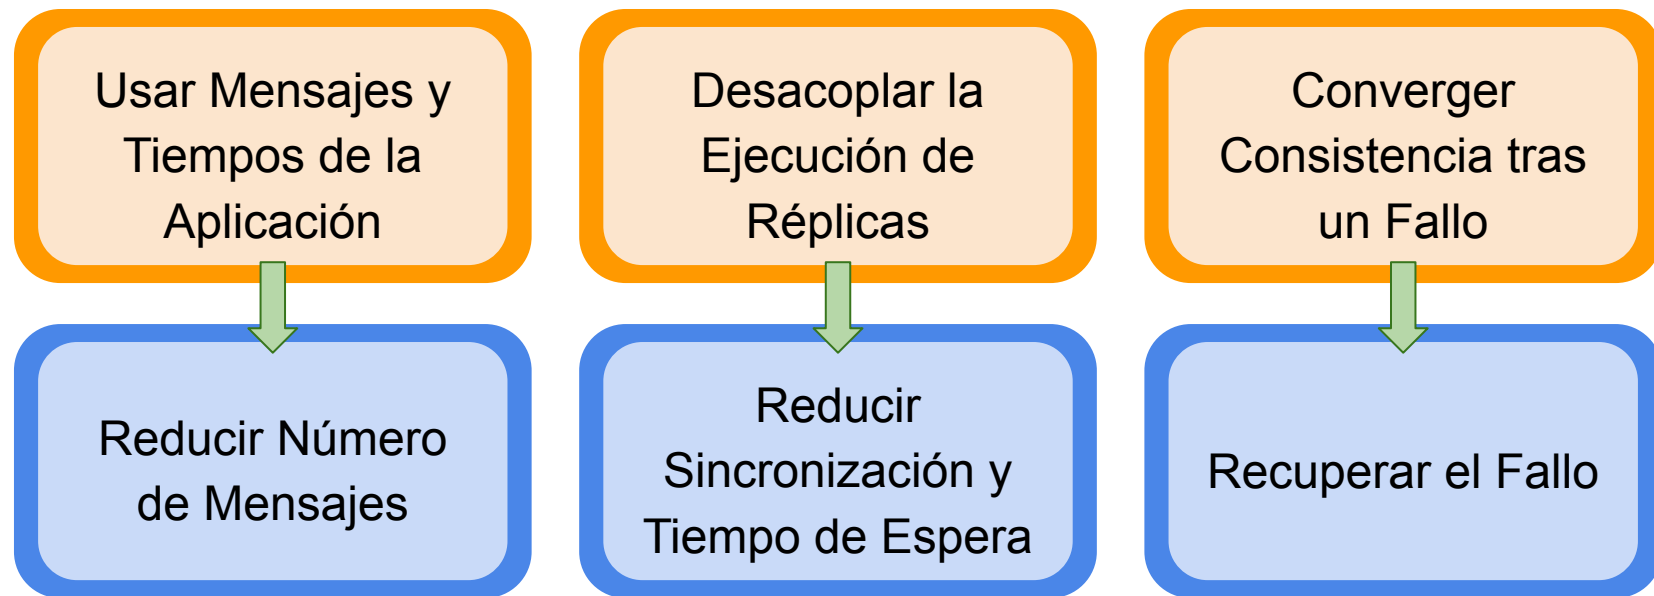 Usar Mensajes y
Tiempos de la
Aplicación
Desacoplar la
Ejecución de
Réplicas
Converger
Consistencia tras
un Fallo
Reducir Número
de Mensajes
Reducir
Sincronización y
Tiempo de Espera
Recuperar el Fallo